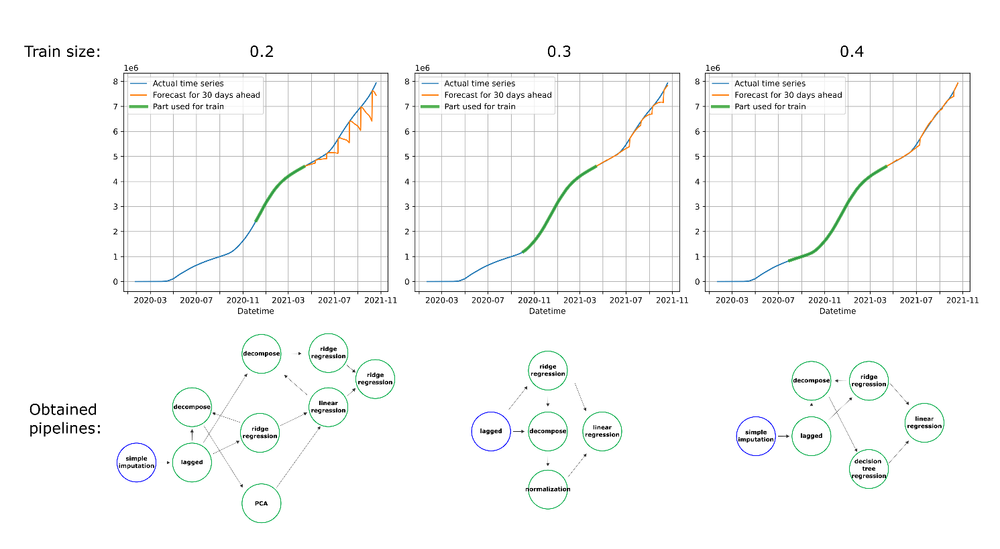 Train size:
0.2
0.3
0.4
1e6
8
7
6
5
4
3
2
1
0
Actual time series
Forecast for 30 days ahead
Part used for train
2020-03
2020-07
2020-11
2021-03
2021-07
2021-11
Datetime
1e6
8
7
6
5
4
3
2
1
0
Actual time series
Forecast for 30 days ahead
Part used for train
2020-03
2020-07
2020-11
2021-03
2021-07
2021-11
Datetime
1e6
8
7
6
5
4
3
2
1
0
Actual time series
Forecast for 30 days ahead
Part used for train
2020-03
2020-07
2020-11
2021-03
2021-07
2021-11
Datetime
Obtained
pipelines:
decompose
ridge
regression
ridge
regression
decompose
linear
regression
ridge
regression
simple
imputation
lagged
PCA
ridge
regression
lagged
decompose
linear
regression
normalization
decompose
ridge
regression
simple
imputation
lagged
linear
regression
decision
tree
regression